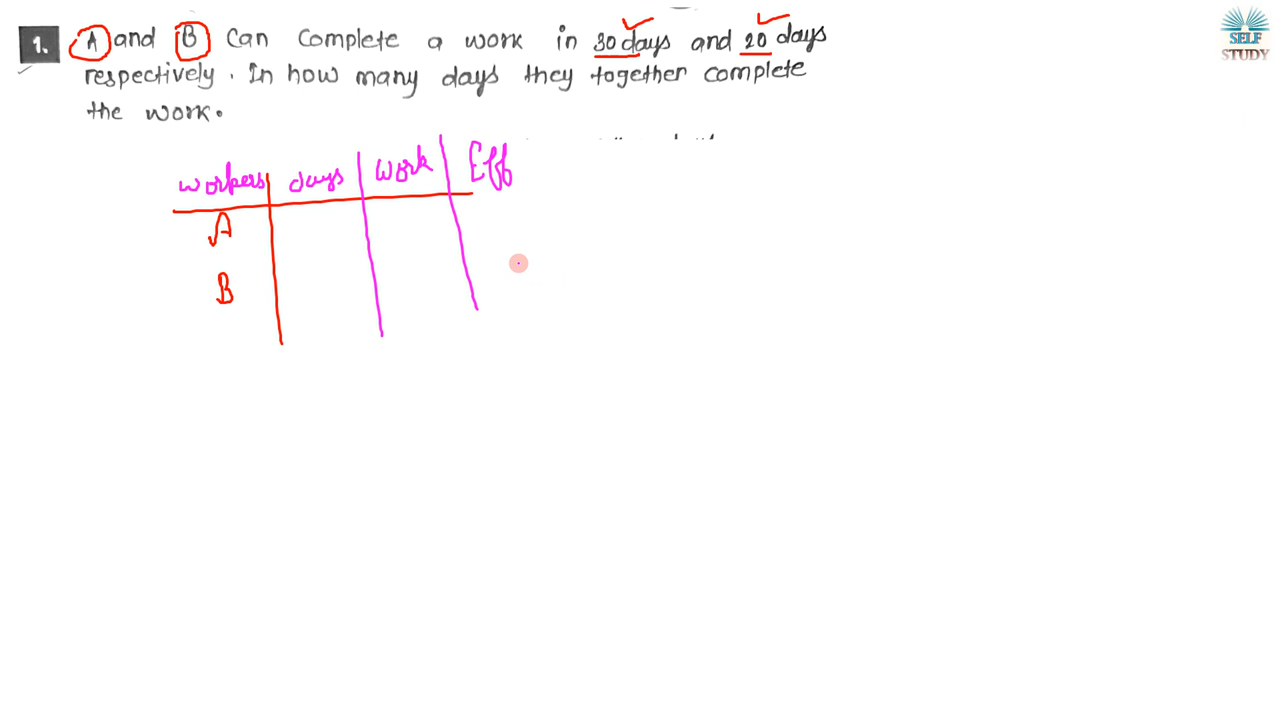 1. A and B Can Complete a work in 30 days and 20 days
respectively. In how many days they together complete
the work.
workers days work Eff
A
B
SELF
STUDY